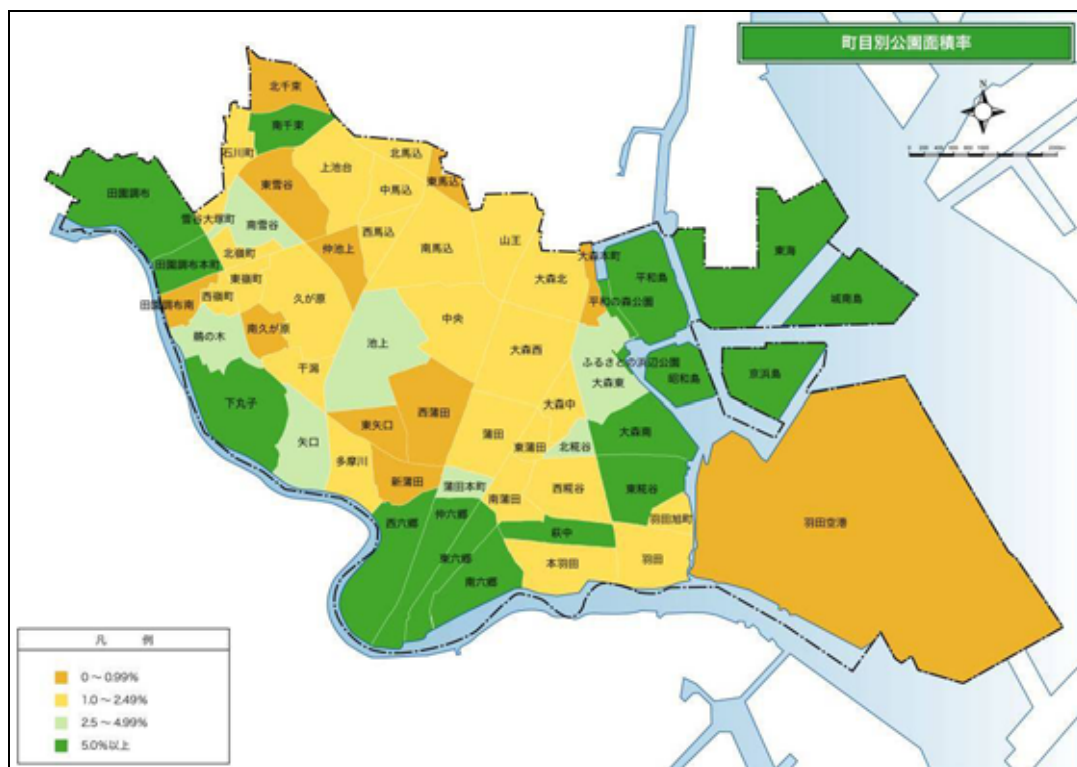 町目別公園面積率
N
北千束
南千束
石川町
北馬込
上池台
東馬込
東雪谷
中馬込
田園調布
雪谷大塚町
南雪谷
西馬込
仲池上
南馬込
山王
大森本町
東海
北嶺町
田園調布本町
東嶺町
大森北
平和島
西嶺町
久が原
田園調布南
平和の森公園
城南島
南久が原
中央
鵜の木
池上
大森西
ふるさとの浜辺公園
干潟
昭和島
京浜島
大森東
下丸子
西蒲田
大森中
東矢口
蒲田
大森南
矢口
東蒲田
北糀谷
多摩川
新蒲田
蒲田本町
西糀谷
東糀谷
南蒲田
西六郷
仲六郷
羽田旭町
羽田空港
萩中
東六郷
本羽田
羽田
南六郷
凡 例
0～0.99%
1.0～2.49%
2.5～4.99%
5.0%以上